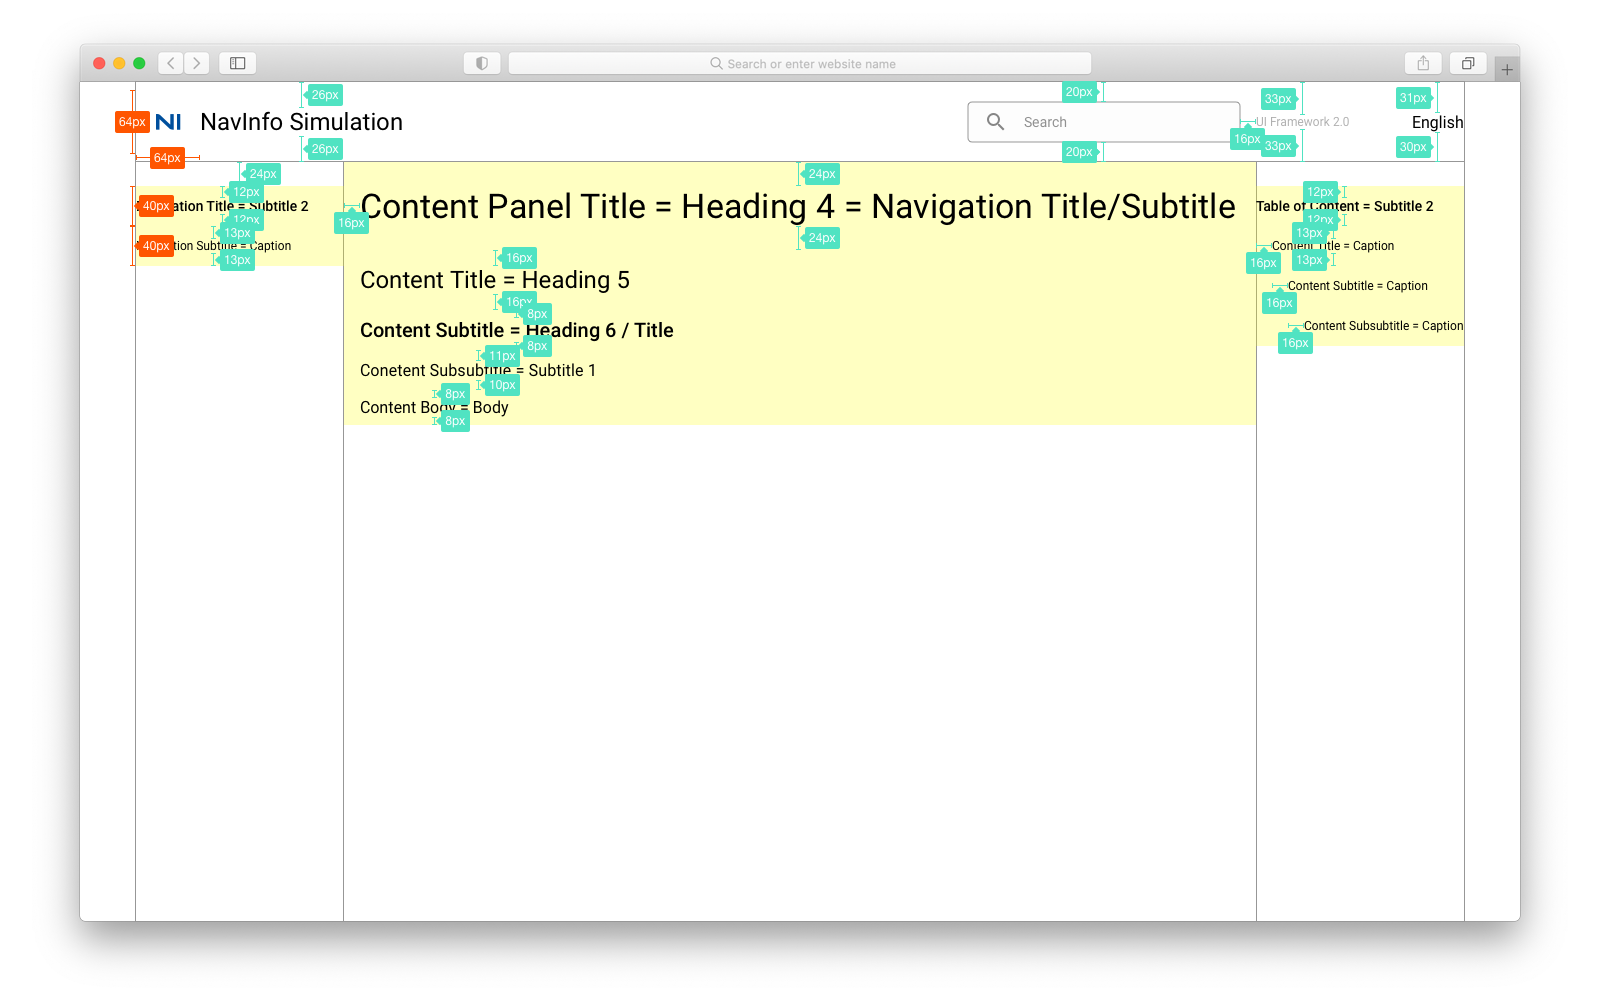 Search or enter website name
26px
20px
33px
31px
64px
NI
NavInfo Simulation
Search
16px
UI Framework 2.0
English
26px
20px
33px
30px
64px
24px
24px
12px
12px
40px
ation Title = Subtitle 2
16px
Content Panel Title = Heading 4 = Navigation Title/Subtitle
Table of Content = Subtitle 2
12px
12px
13px
24px
13px
40px
tion Subtitle = Caption
Content Title = Caption
13px
16px
16px
13px
Content Title = Heading 5
Content Subtitle = Caption
16px
16px
8px
Content Subtitle = Heading 6 / Title
Content Subsubtitle = Caption
8px
16px
11px
Conetent Subsubtitle = Subtitle 1
10px
8px
Content Body = Body
8px